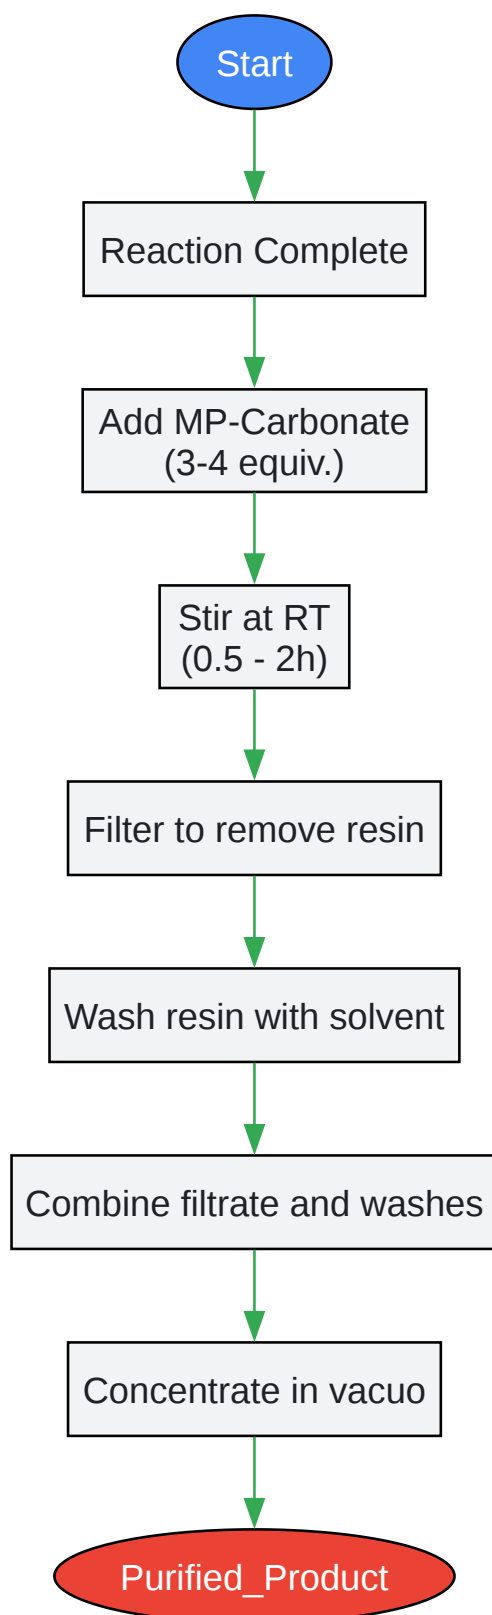 Start
Reaction Complete
Add MP-Carbonate
(3-4 equiv.)
Stir at RT
(0.5 - 2h)
Filter to remove resin
Wash resin with solvent
Combine filtrate and washes
Concentrate in vacuo
Purified_Product